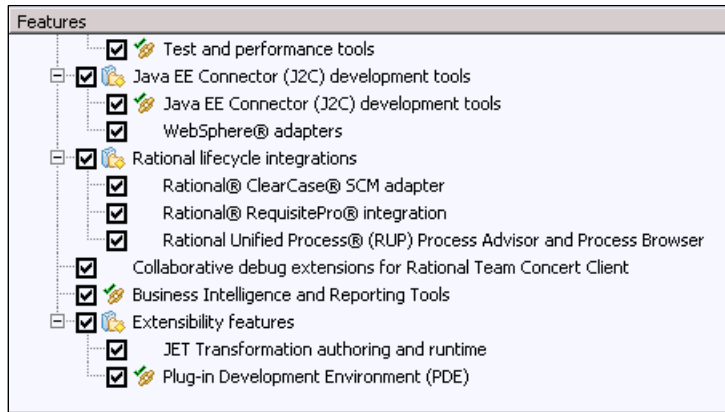 Features
Test and performance tools
Java EE Connector (J2C) development tools
Java EE Connector (J2C) development tools
WebSphere® adapters
Rational lifecycle integrations
Rational® ClearCase® SCM adapter
Rational® RequisitePro® integration
Rational Unified Process® (RUP) Process Advisor and Process Browser
Collaborative debug extensions for Rational Team Concert Client
Business Intelligence and Reporting Tools
Extensibility features
JET Transformation authoring and runtime
Plug-in Development Environment (PDE)